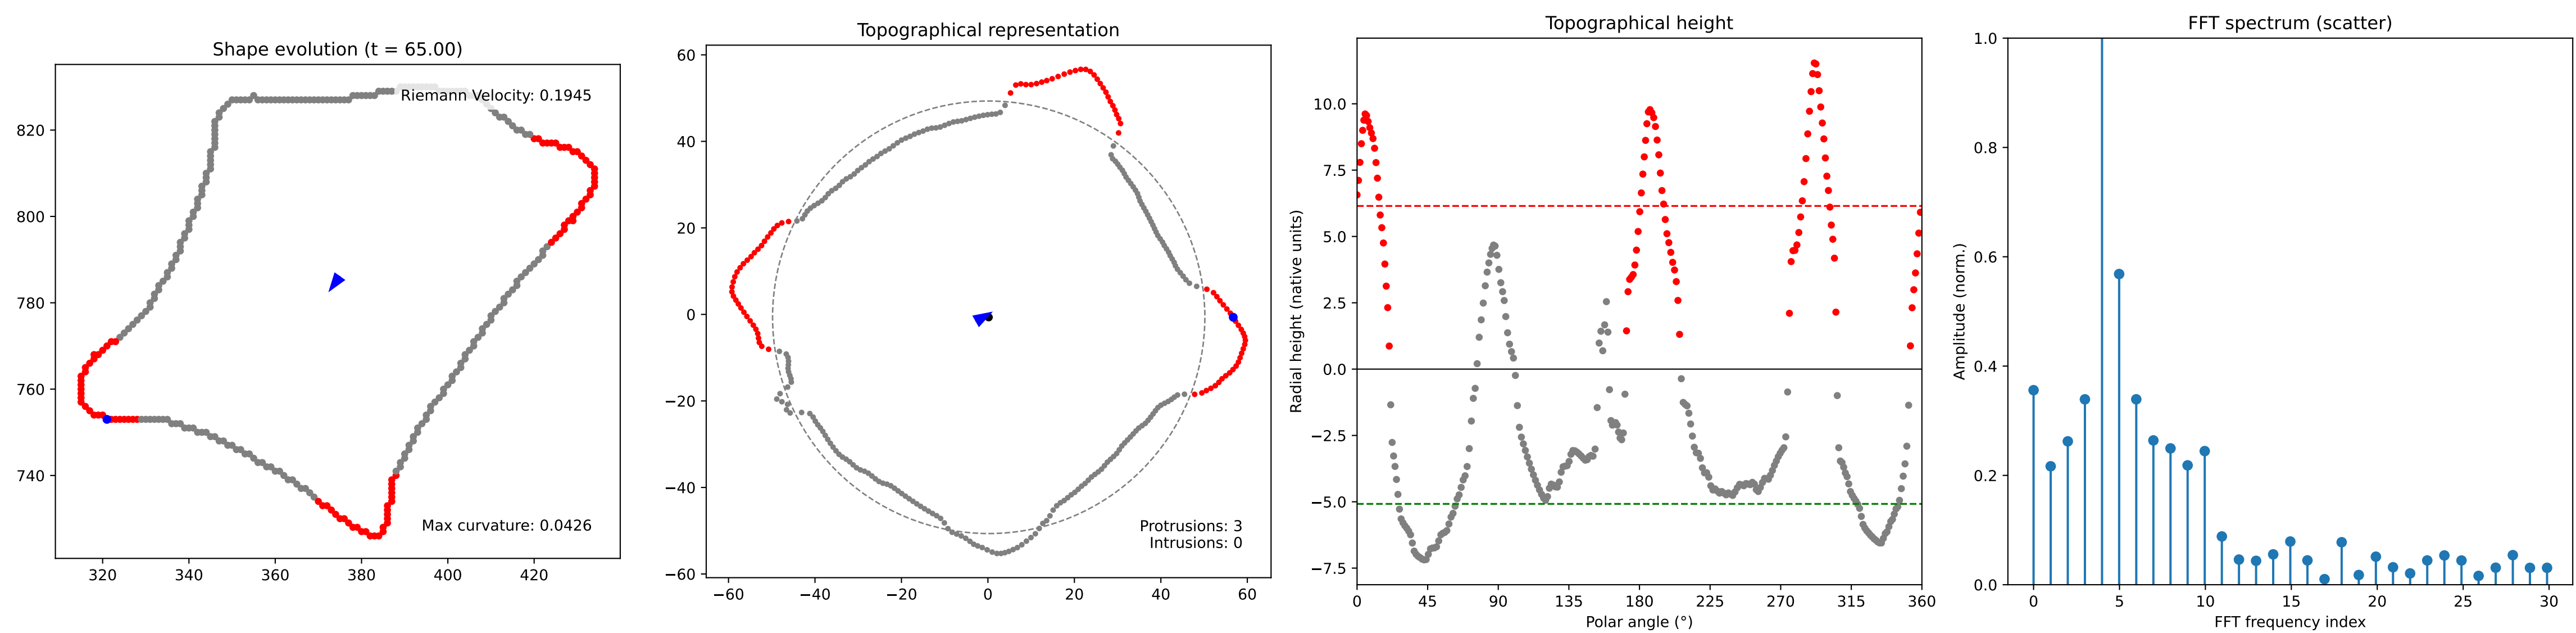 Shape evolution (t = 65.00)
Riemann Velocity: 0.1945
Max curvature: 0.0426
820
800
780
760
740
320 340 360 380 400 420
Topographical representation
60
40
20
0
−20
−40
−60
−60 −40 −20 0 20 40 60
Protrusions: 3
Intrusions: 0
Topographical height
Radial height (native units)
10.0
7.5
5.0
2.5
0.0
−2.5
−5.0
−7.5
0 45 90 135 180 225 270 315 360
Polar angle (°)
FFT spectrum (scatter)
Amplitude (norm.)
1.0
0.8
0.6
0.4
0.2
0.0
0 5 10 15 20 25 30
FFT frequency index